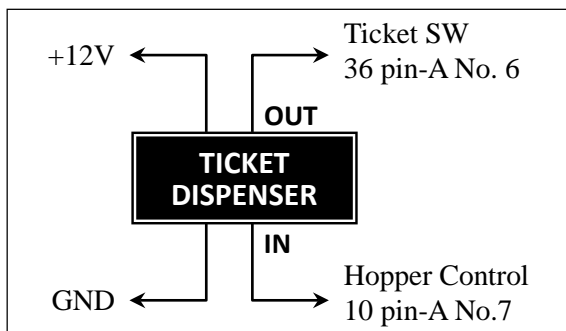 +12V
Ticket SW
36 pin-A No. 6
OUT
TICKET
DISPENSER
IN
GND
Hopper Control
10 pin-A No.7